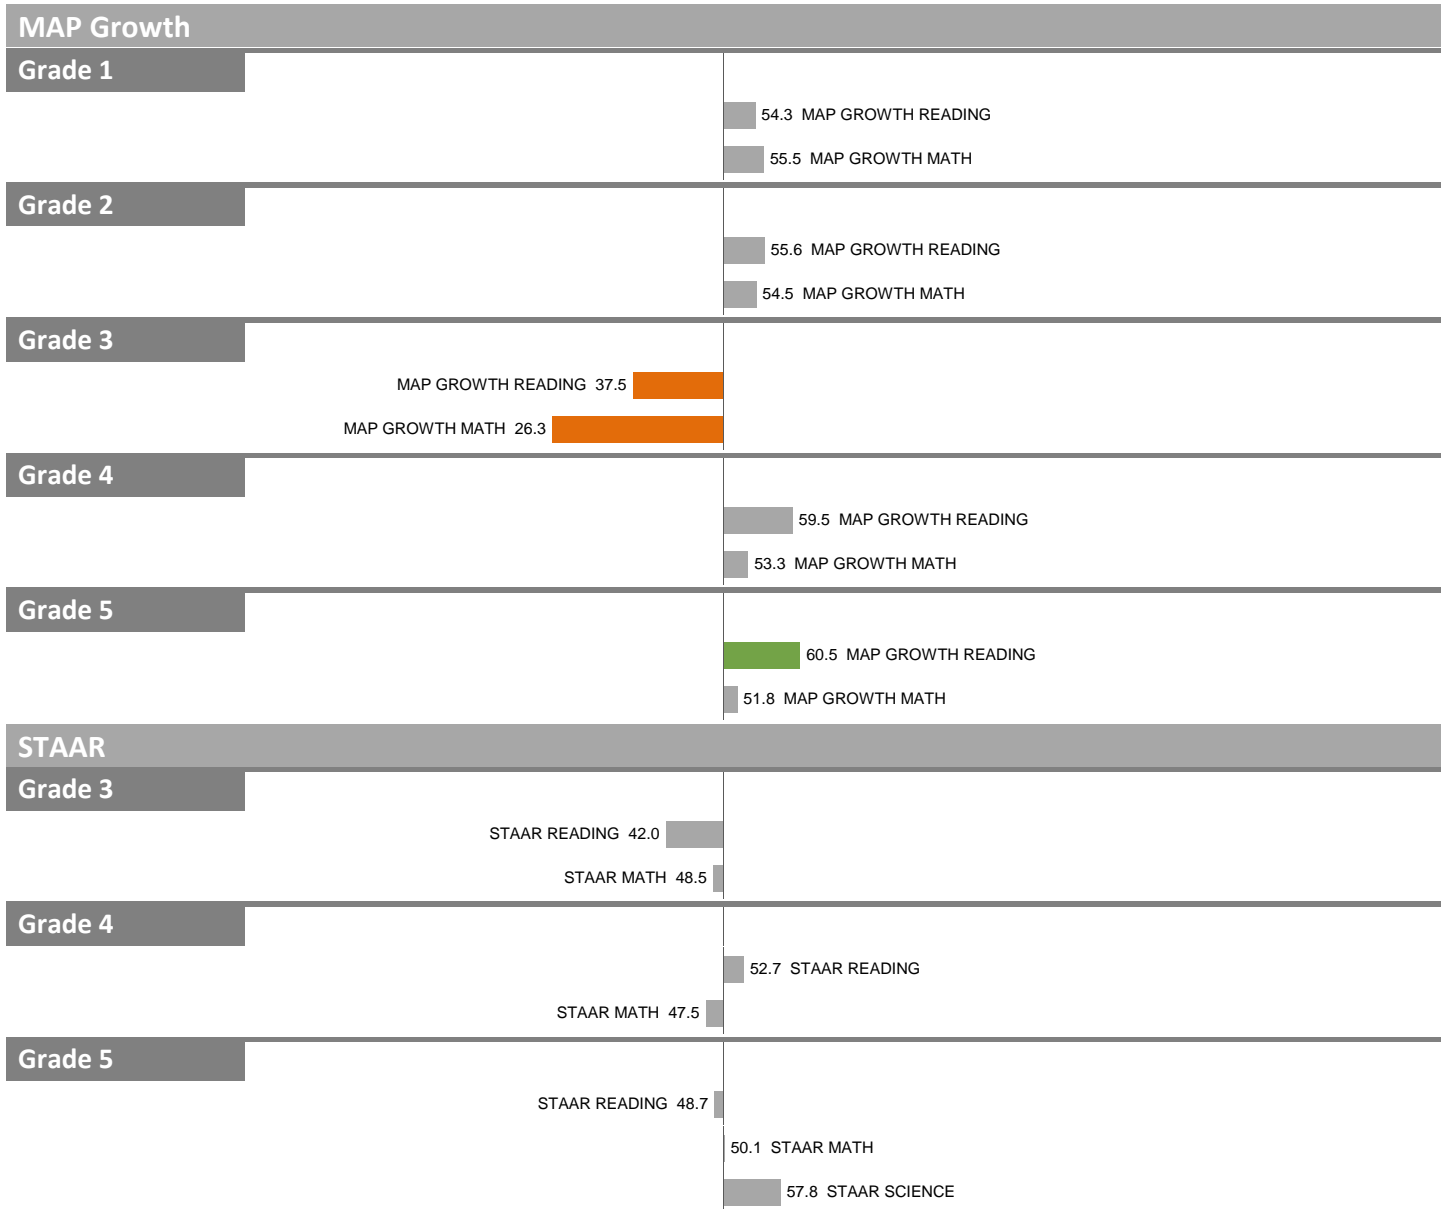 MAP Growth
Grade 1
54.3 MAP GROWTH READING
55.5 MAP GROWTH MATH
Grade 2
55.6 MAP GROWTH READING
54.5 MAP GROWTH MATH
Grade 3
MAP GROWTH READING 37.5
MAP GROWTH MATH 26.3
Grade 4
59.5 MAP GROWTH READING
53.3 MAP GROWTH MATH
Grade 5
60.5 MAP GROWTH READING
51.8 MAP GROWTH MATH
STAAR
Grade 3
STAAR READING 42.0
STAAR MATH 48.5
Grade 4
52.7 STAAR READING
STAAR MATH 47.5
Grade 5
STAAR READING 48.7
50.1 STAAR MATH
57.8 STAAR SCIENCE